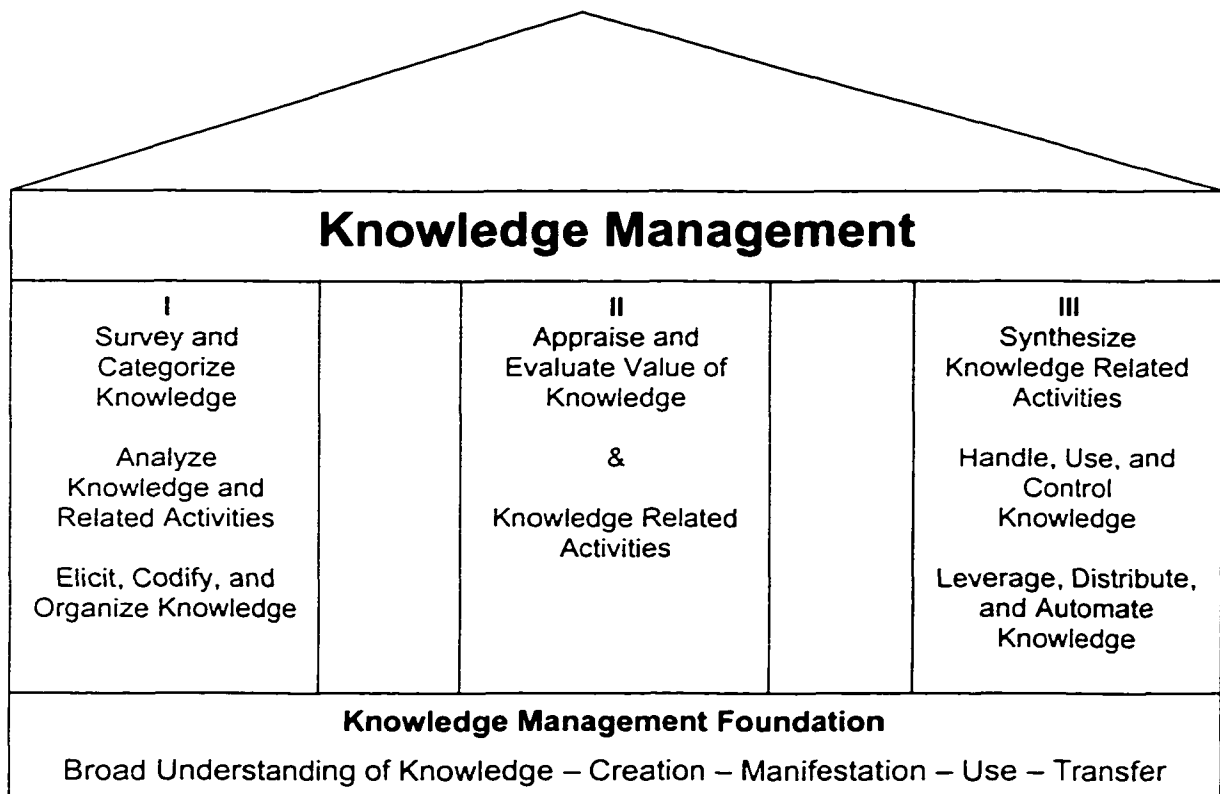 Knowledge Management
I
Survey and
Categorize
Knowledge
Analyze
Knowledge and
Related Activities
Elicit, Codify, and
Organize Knowledge
II
Appraise and
Evaluate Value of
Knowledge
&
Knowledge Related
Activities
III
Synthesize
Knowledge Related
Activities
Handle, Use, and
Control
Knowledge
Leverage, Distribute,
and Automate
Knowledge
Knowledge Management Foundation
Broad Understanding of Knowledge – Creation – Manifestation – Use – Transfer